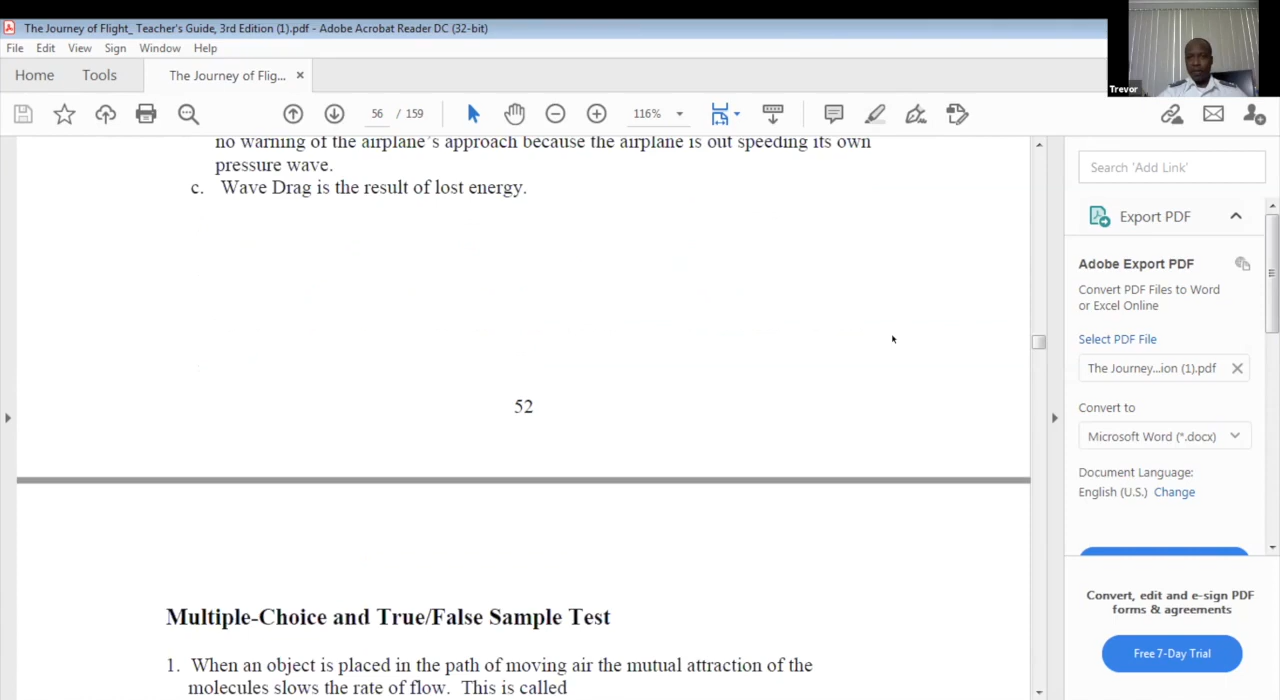 The Journey of Flight_ Teacher's Guide, 3rd Edition (1).pdf - Adobe Acrobat Reader DC (32-bit)
File Edit View Sign Window Help
Home Tools The Journey of Flig... ×
56 / 159 116%
Trevor
no warning of the airplane's approach because the airplane is out speeding its own
pressure wave.
c. Wave Drag is the result of lost energy.
52
Multiple-Choice and True/False Sample Test
1. When an object is placed in the path of moving air the mutual attraction of the
molecules slows the rate of flow. This is called
Search 'Add Link'
Export PDF
Adobe Export PDF
Convert PDF Files to Word
or Excel Online
Select PDF File
The Journey...ion (1).pdf
Convert to
Microsoft Word (*.docx)
Document Language:
English (U.S.) Change
Convert, edit and e-sign PDF
forms & agreements
Free 7-Day Trial